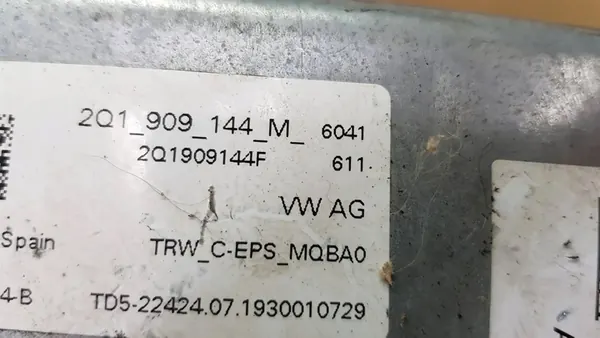 2Q1_909_144_M_ 6041
2Q1909144F 611
VW AG
Spain TRW_C-EPS_MQBA0
4-B TD5-22424.07.1930010729
A